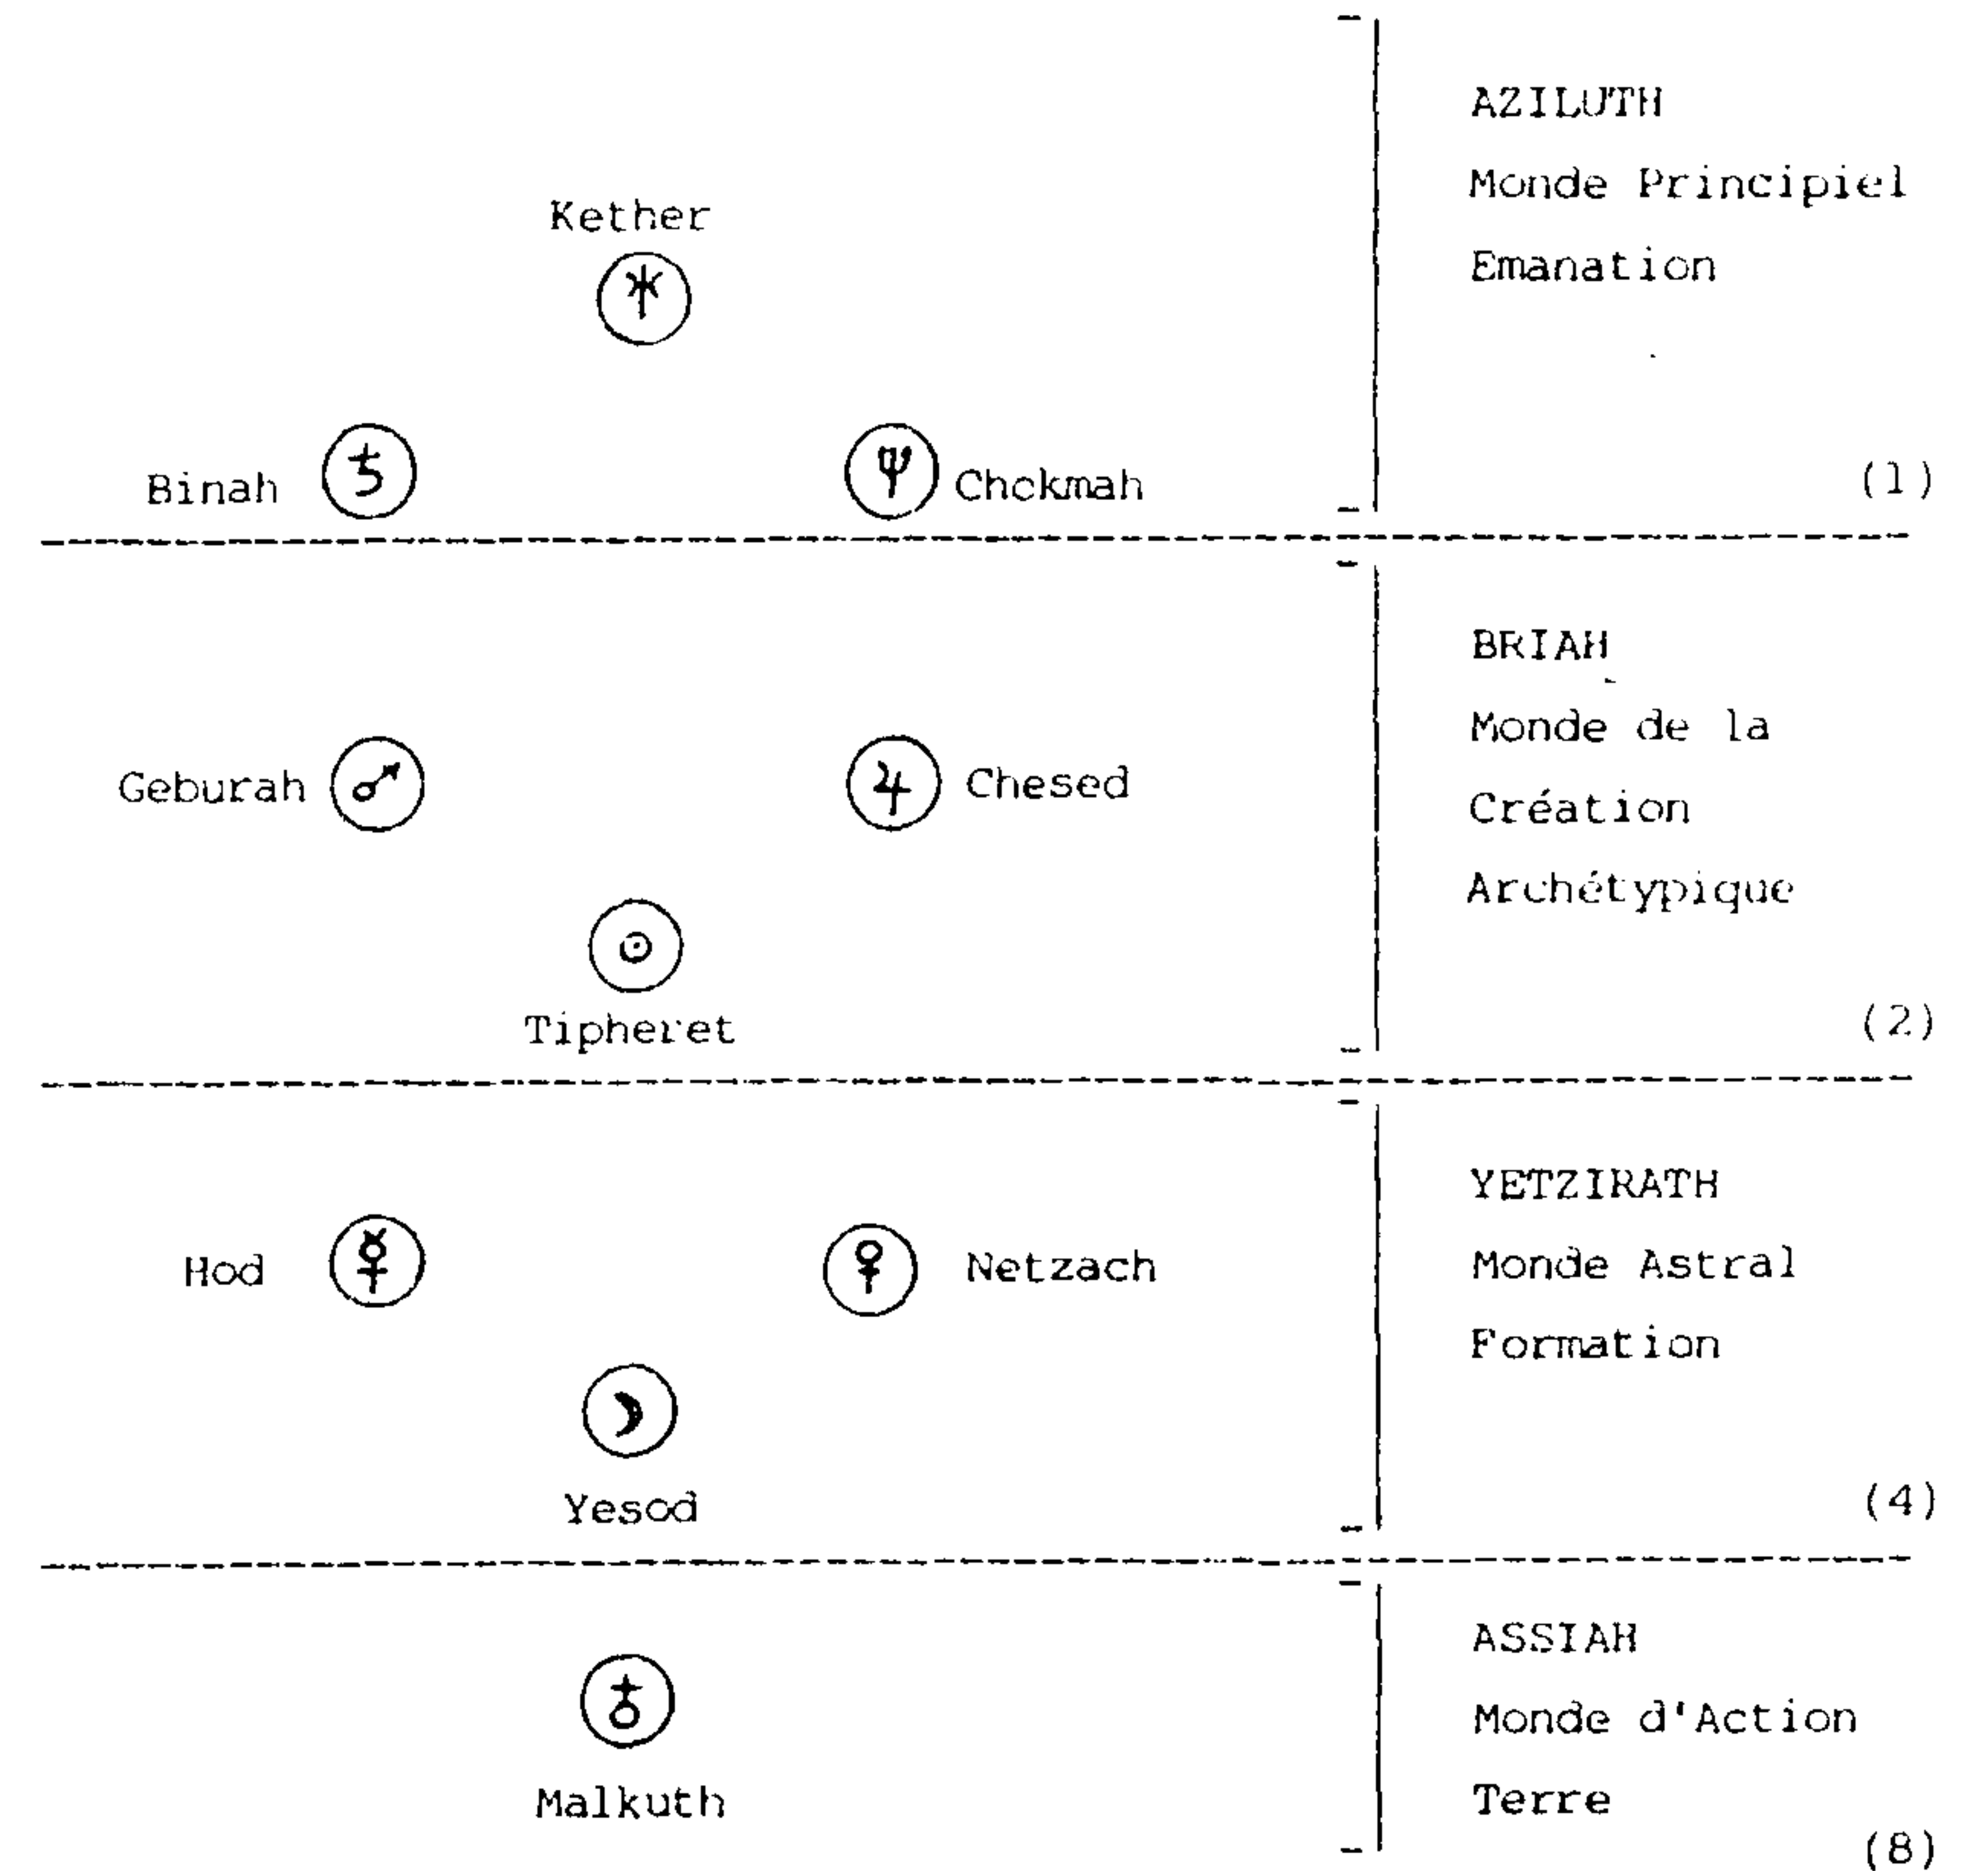 AZILUTH
Monde Principiel
Kether
Emanation
Binah
Chokmah
(1)
BRIAH
Monde de la
Geburah
Chesed
Création
Archétypique
Tipheret
(2)
YETZIRATH
Hod
Netzach
Monde Astral
Formation
Yesod
(4)
ASSIAH
Monde d'Action
Malkuth
Terre
(8)